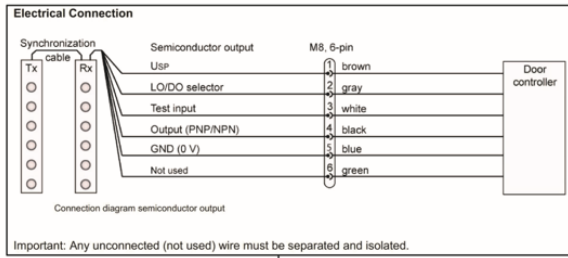 Electrical Connection
Synchronization
cable
Semiconductor output
M8, 6-pin
Tx
Rx
USP
1
brown
Door
controller
LO/DO selector
2
gray
Test input
3
white
Output (PNP/NPN)
4
black
GND (0 V)
5
blue
Not used
6
green
Connection diagram semiconductor output
Important: Any unconnected (not used) wire must be separated and isolated.